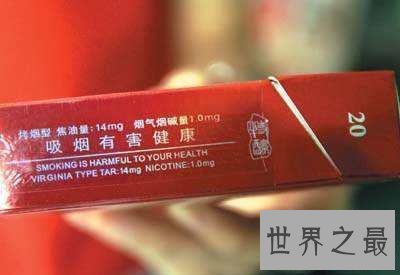 烤烟型 焦油量:14mg 烟气烟碱量1.0mg
吸烟有害健康
SMOKING IS HARMFUL TO YOUR HEALTH
VIRGINIA TYPE TAR:14mg NICOTINE:1.0mg
20
世界之最